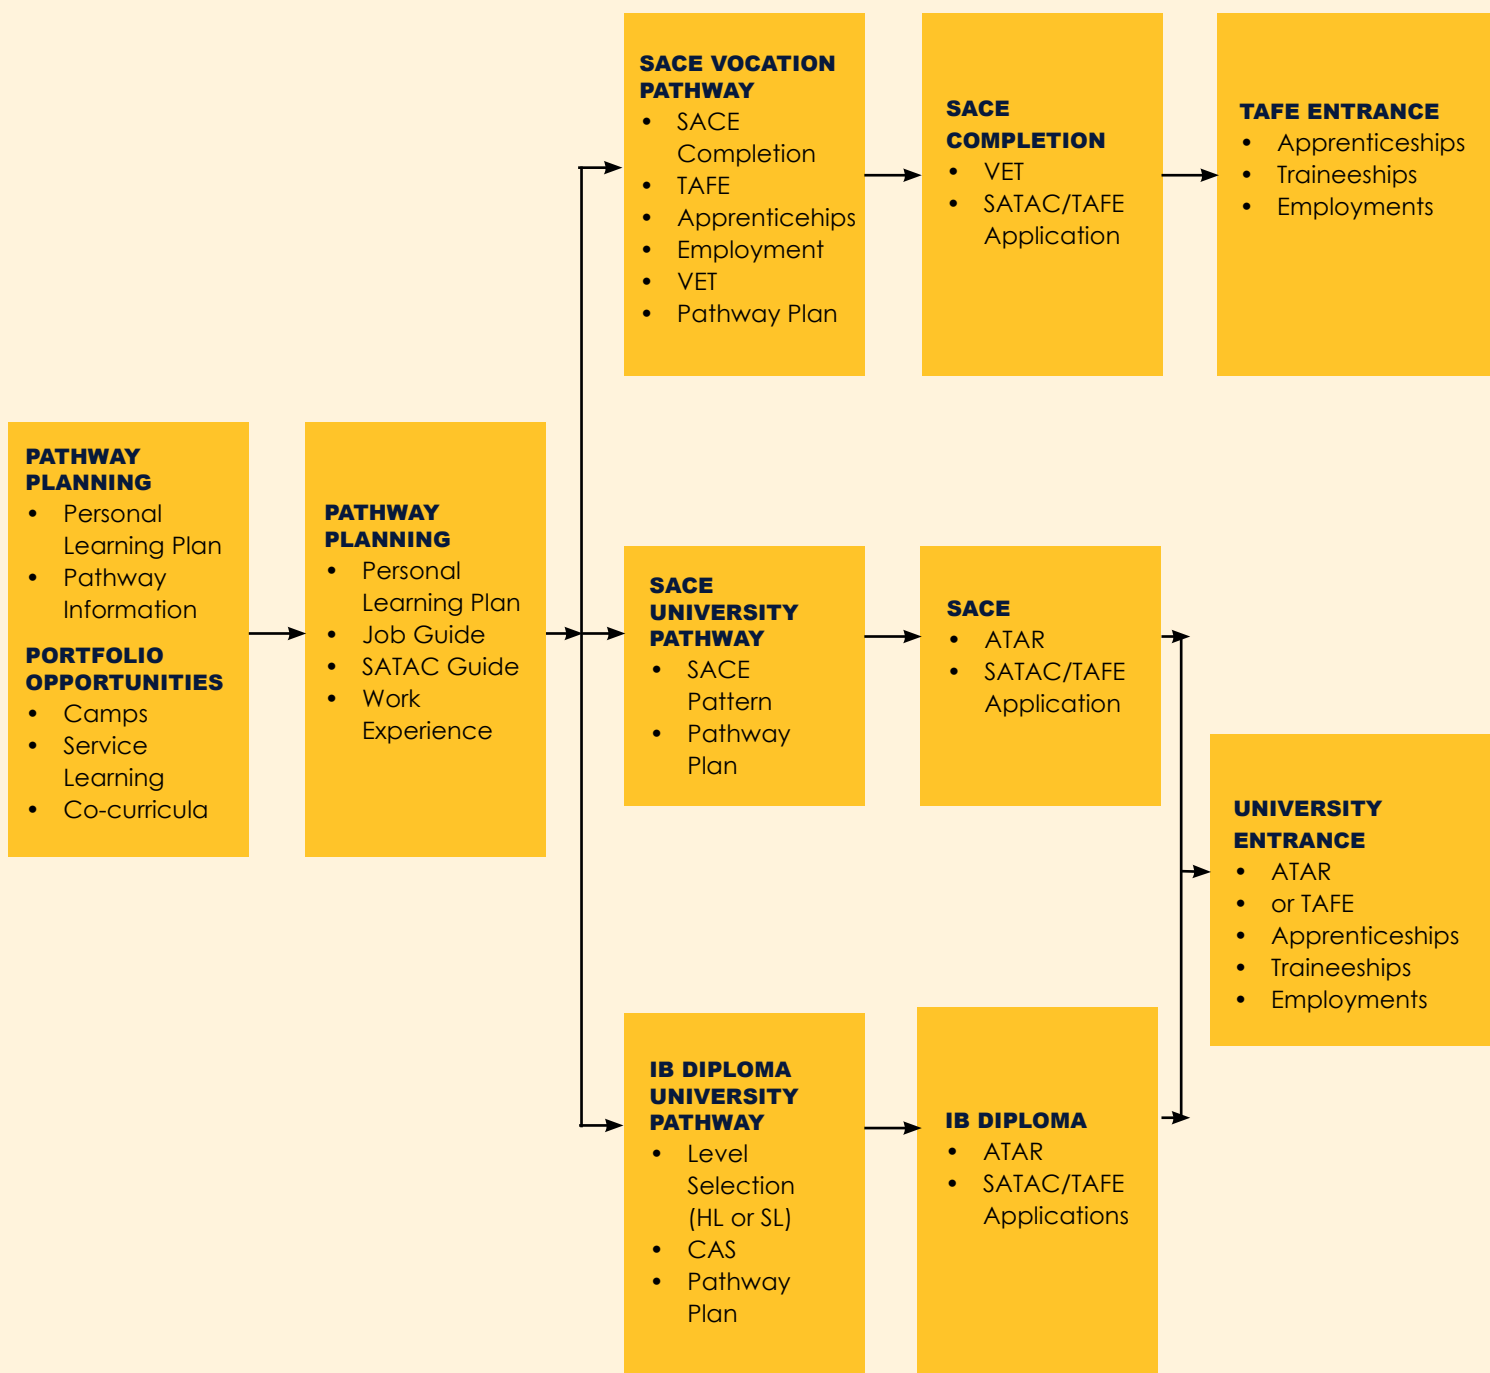 PATHWAY
PLANNING
• Personal
Learning Plan
• Pathway
Information
PORTFOLIO
OPPORTUNITIES
• Camps
• Service
Learning
• Co-curricula
PATHWAY
PLANNING
• Personal
Learning Plan
• Job Guide
• SATAC Guide
• Work
Experience
SACE VOCATION
PATHWAY
• SACE
Completion
• TAFE
• Apprenticehips
• Employment
• VET
• Pathway Plan
SACE
COMPLETION
• VET
• SATAC/TAFE
Application
TAFE ENTRANCE
• Apprenticeships
• Traineeships
• Employments
SACE
UNIVERSITY
PATHWAY
• SACE
Pattern
• Pathway
Plan
SACE
• ATAR
• SATAC/TAFE
Application
IB DIPLOMA
UNIVERSITY
PATHWAY
• Level
Selection
(HL or SL)
• CAS
• Pathway
Plan
IB DIPLOMA
• ATAR
• SATAC/TAFE
Applications
UNIVERSITY
ENTRANCE
• ATAR
• or TAFE
• Apprenticeships
• Traineeships
• Employments